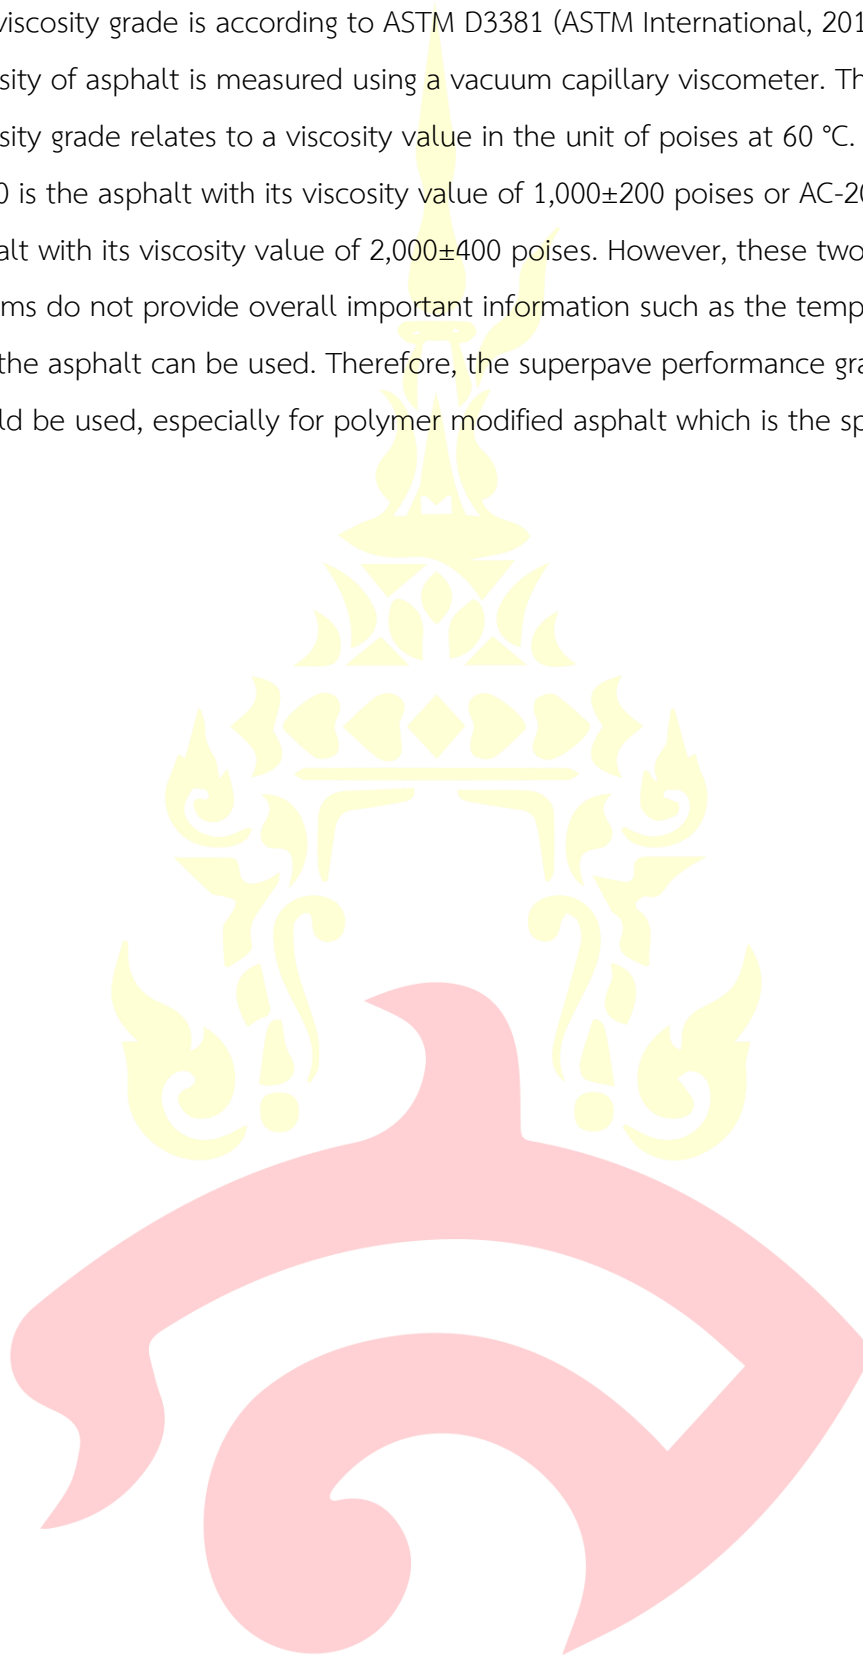 viscosity grade is according to ASTM D3381 (ASTM International, 201
sity of asphalt is measured using a vacuum capillary viscometer. Th
sity grade relates to a viscosity value in the unit of poises at 60 °C.
0 is the asphalt with its viscosity value of 1,000±200 poises or AC-20
alt with its viscosity value of 2,000±400 poises. However, these two
ms do not provide overall important information such as the temp
the asphalt can be used. Therefore, the superpave performance gra
ld be used, especially for polymer modified asphalt which is the sp